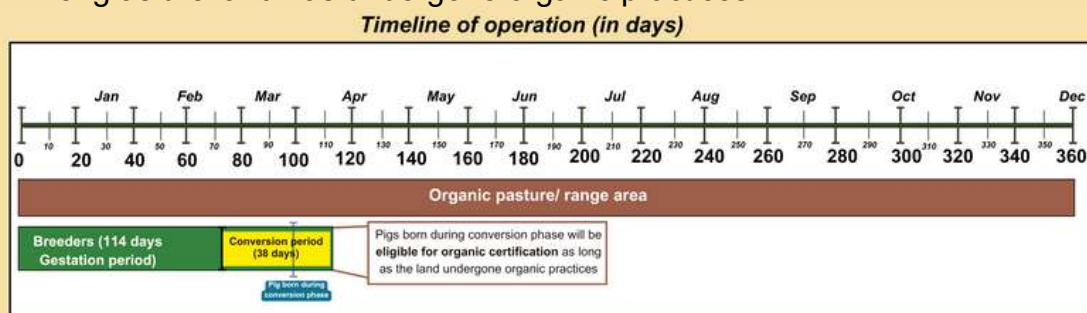 Timeline of operation (in days)
Jan Feb Mar Apr May Jun Jul Aug Sep Oct Nov Dec
10 30 50 70 90 110 130 150 170 190 210 230 250 270 290 310 330 350
0 20 40 60 80 100 120 140 160 180 200 220 240 260 280 300 320 340 360
Organic pasture/ range area
Breeders (114 days
Gestation period)
Conversion period
(38 days)
Pig born during
conversion phase
Pigs born during conversion phase will be
eligible for organic certification as long
as the land undergone organic practices